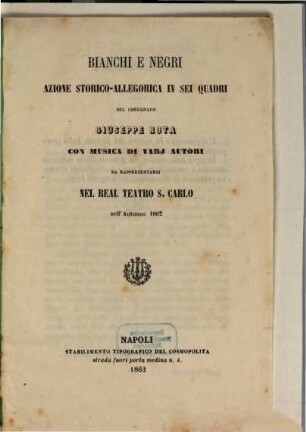 BIANCHI E NEGRI
AZIONE STORICO-ALLEGORICA IN SEI QUADRI
DEL COREOGRAFO
GIUSEPPE ROTA
CON MUSICA DI VARJ AUTORI
DA RAPPRESENTARSI
NEL REAL TEATRO S. CARLO
nell'Autunno 1862
NAPOLI
STABILIMENTO TIPOGRAFICO DEL COSMOPOLITA
strada fuori porta medina n. 4.
1862